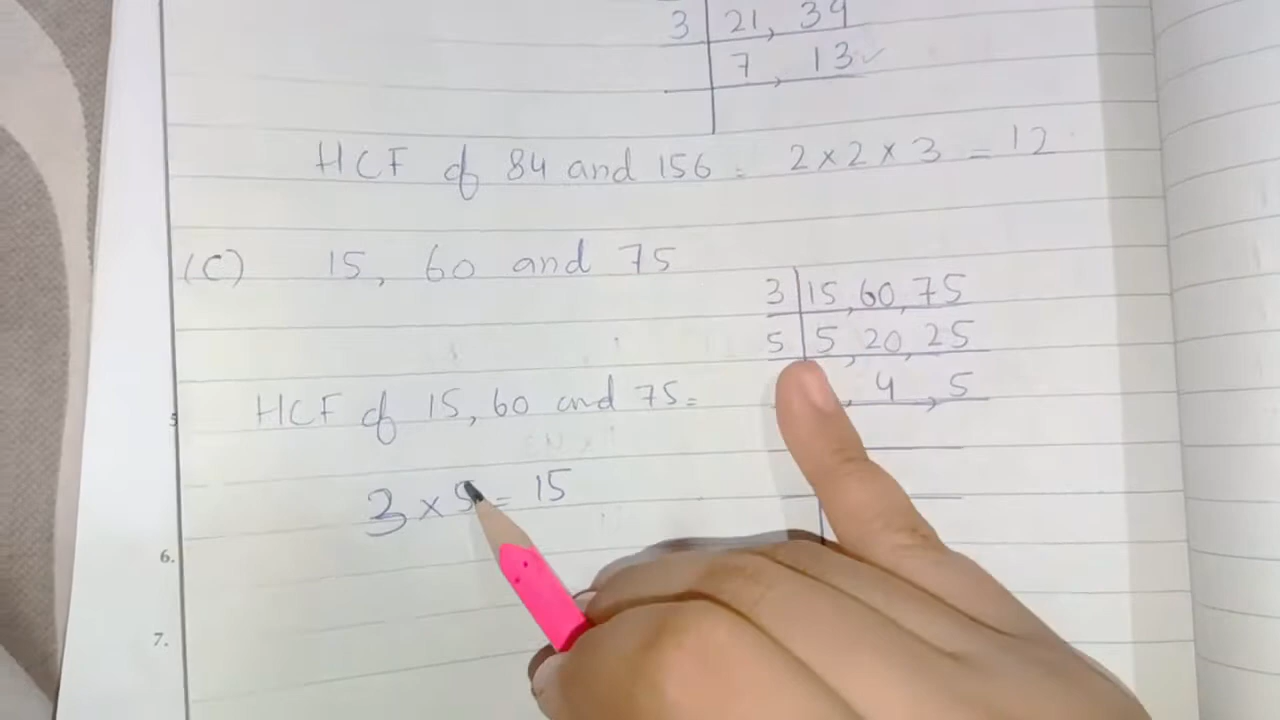 3 | 21, 39
7, 13 ✓
HCF of 84 and 156 = 2 × 2 × 3 = 12
(C) 15, 60 and 75
3 | 15, 60, 75
5 | 5, 20, 25
, 4, 5
HCF of 15, 60 and 75 =
3 × 5 = 15
6.
7.